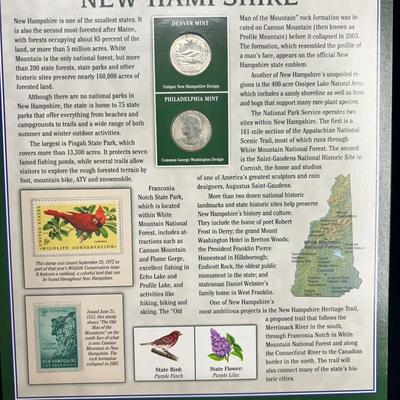 NEW HAMPSHIRE
New Hampshire is one of the smallest states. It
is also the second most-forested after Maine,
with forests occupying about 85 percent of the
land, or more than 5 million acres. White
Mountain is the only national forest, but more
than 200 state forests, state parks and other
historic sites preserve nearly 160,000 acres of
forested land.
Although there are no national parks in
New Hampshire, the state is home to 75 state
parks that offer everything from beaches and
campgrounds to trails and a wide range of both
summer and winter outdoor activities.
The largest is Pisgah State Park, which
covers more than 13,300 acres. It protects seven
famed fishing ponds, while several trails allow
visitors to explore the rough forested terrain by
foot, mountain bike, ATV and snowmobile.
Franconia
Notch State Park,
which is located
within White
Mountain National
Forest, includes at-
tractions such as
Cannon Mountain
and Flume Gorge,
excellent fishing in
Echo Lake and
Profile Lake, and
activities like
hiking, biking and
skiing. The "Old
DENVER MINT
Unique New Hampshire Design
PHILADELPHIA MINT
Common George Washington Design
Man of the Mountain" rock formation was lo-
cated on Cannon Mountain (then known as
Profile Mountain) before it collapsed in 2003.
The formation, which resembled the profile of
a man's face, appears on the official New
Hampshire state emblem.
Another of New Hampshire's unspoiled re-
gions is the 400-acre Ossipee Lake Natural Area,
which includes a sandy shoreline as well as fens
and bogs that support many rare plant species.
The National Park Service operates two
sites within New Hampshire. The first is a
161-mile section of the Appalachian National
Scenic Trail, most of which runs through
White Mountain National Forest. The second
is the Saint-Gaudens National Historic Site in
Cornish, the home and studios
of one of America's greatest sculptors and coin
designers, Augustus Saint-Gaudens.
More than two dozen national historic
landmarks and state historic sites help preserve
New Hampshire's history and culture.
They include the home of poet Robert
Frost in Derry; the grand Mount
Washington Hotel in Bretton Woods;
the President Franklin Pierce
Homestead in Hillsborough;
Endicott Rock, the oldest public
monument in the state; and
statesman Daniel Webster's
family home in West Franklin.
One of New Hampshire's
most ambitious projects is the New Hampshire Heritage Trail,
a proposed trail that follows the
Merrimack River in the south,
through Franconia Notch in White
Mountain National Forest and along
the Connecticut River to the Canadian
border in the north. The trail will
also connect many of the state's his-
toric cities.
8c
WILDLIFE CONSERVATION
This stamp was issued September 20, 1972 as
part of that year's Wildlife Conservation issue.
It features a cardinal, a colorful bird that can
be found throughout New Hampshire.
NEW HAMPSHIRE
Issued June 21,
1955, this stamp
shows "The Old
Man of the
Mountain" on the
south face of what
is now Cannon
Mountain in New
Hampshire. The
rock formation
collapsed in 2003.
State Bird:
Purple Finch
State Flower:
Purple Lilac